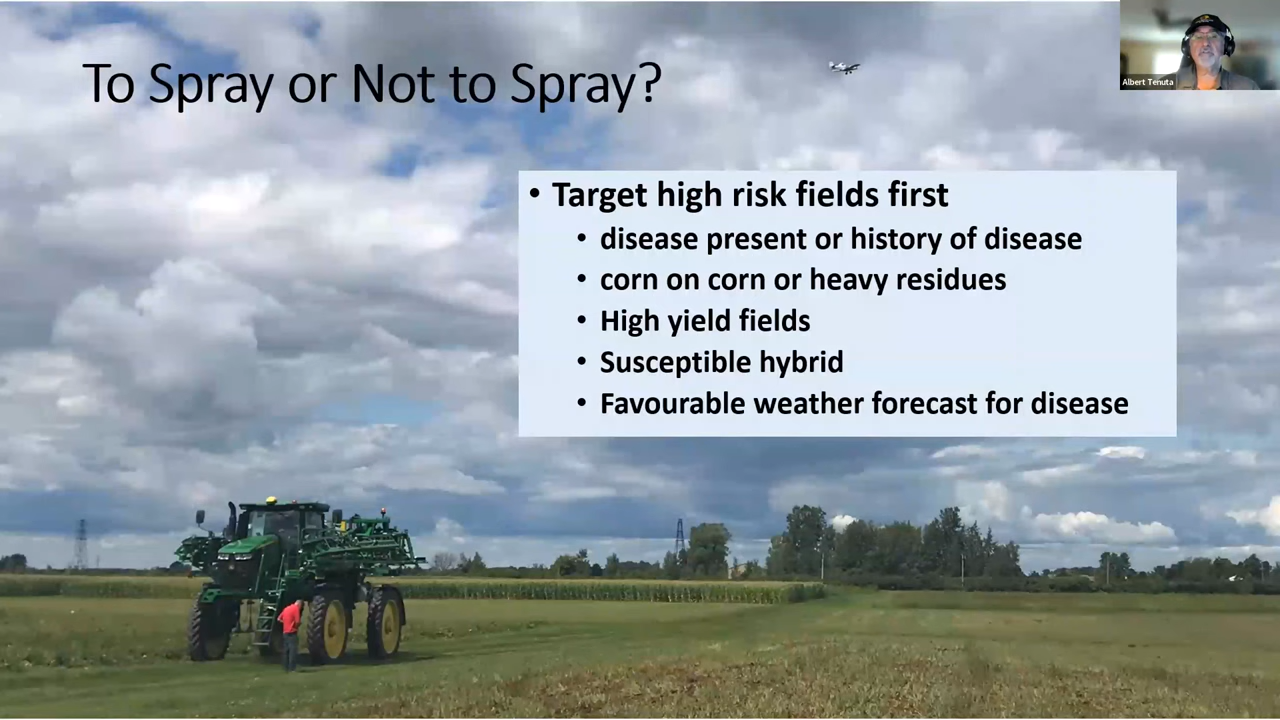 To Spray or Not to Spray?
Albert Tenuta
• Target high risk fields first
• disease present or history of disease
• corn on corn or heavy residues
• High yield fields
• Susceptible hybrid
• Favourable weather forecast for disease